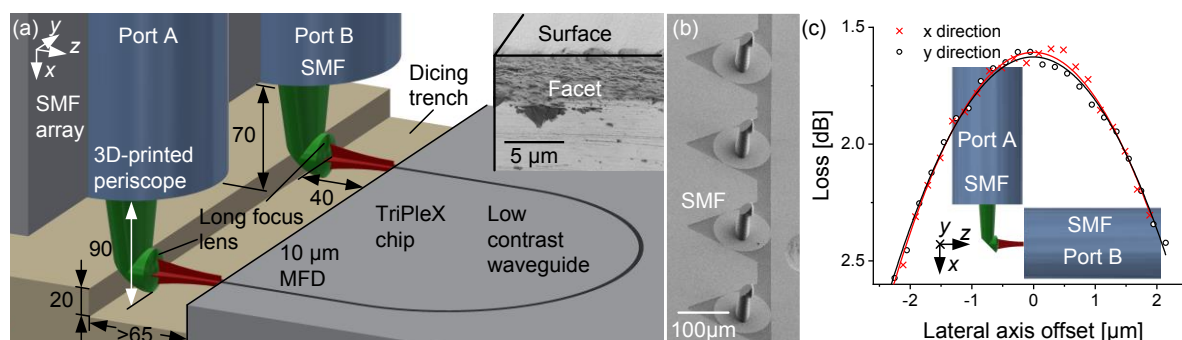 (a)
y
z
x
SMF
array
Port A
Port B
SMF
70
3D-printed
periscope
Long focus
lens
90
40
20
>65
10 µm
MFD
TriPleX
chip
Low
contrast
waveguide
Dicing
trench
Surface
Facet
5 µm
(b)
SMF
100µm
(c)
x direction
y direction
Port A
SMF
SMF
Port B
y
z
x
Loss [dB]
1.5
2.0
2.5
-2
-1
0
1
2
Lateral axis offset [µm]